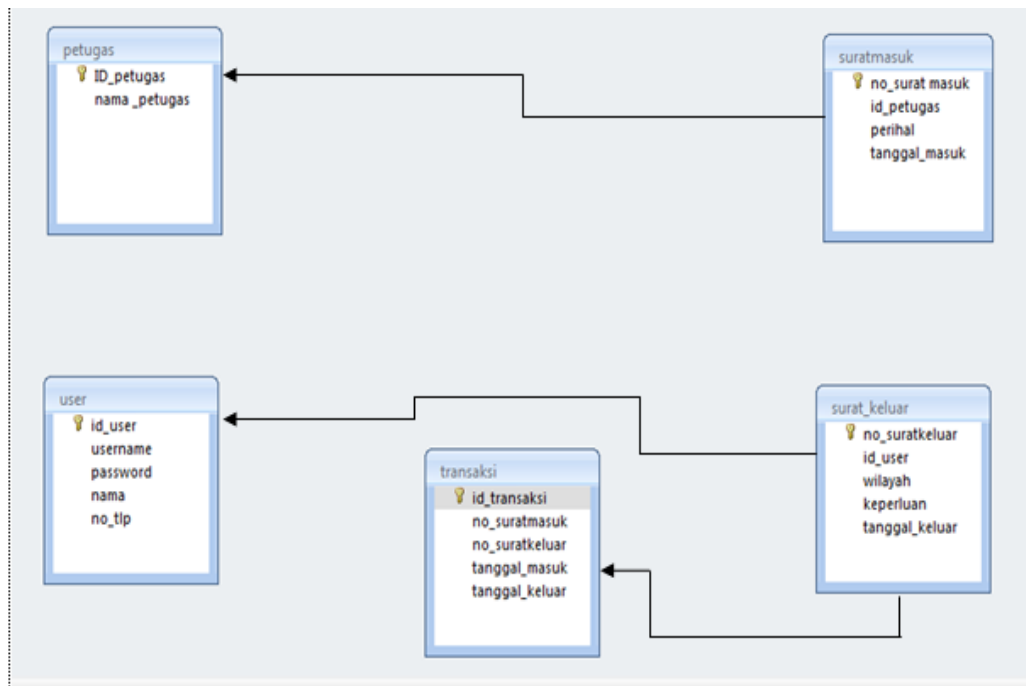 petugas
ID_petugas
nama _petugas
suratmasuk
no_surat masuk
id_petugas
perihal
tanggal_masuk
user
id_user
username
password
nama
no_tlp
transaksi
id_transaksi
no_suratmasuk
no_suratkeluar
tanggal_masuk
tanggal_keluar
surat_keluar
no_suratkeluar
id_user
wilayah
keperluan
tanggal_keluar